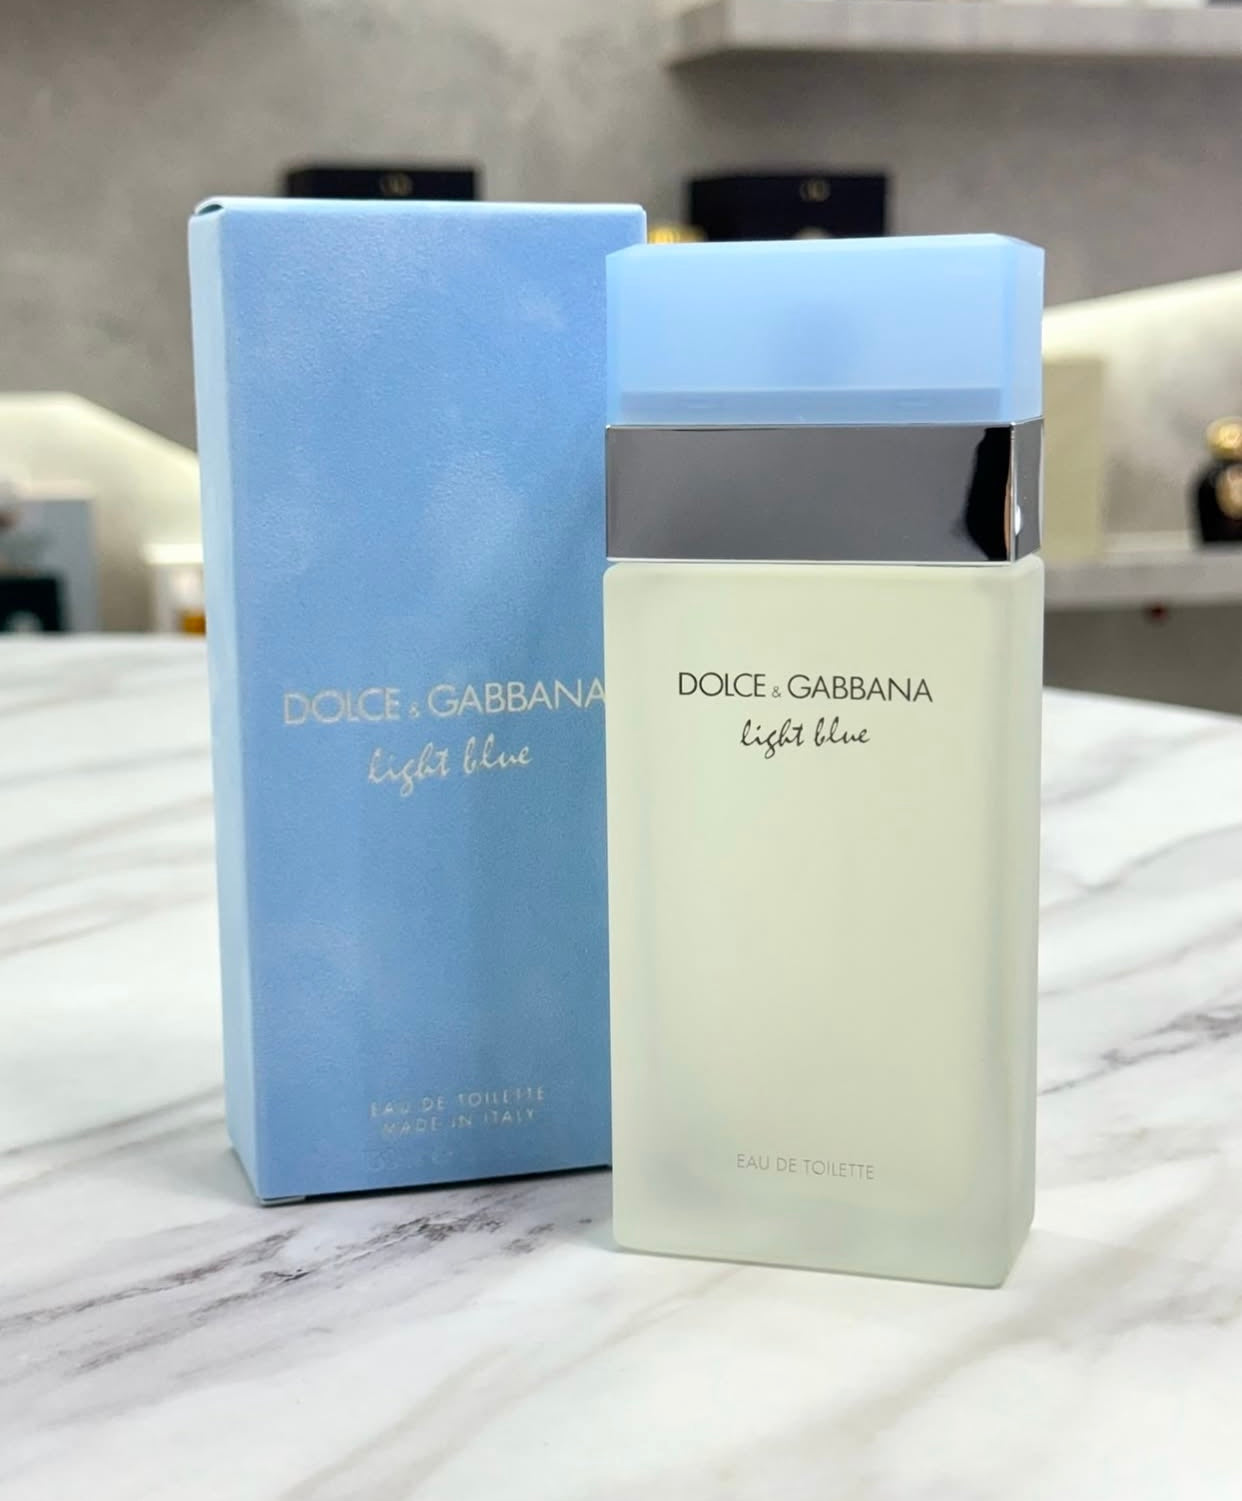 DOLCE & GABBANA
light blue
EAU DE TOILETTE
MADE IN ITALY
DOLCE & GABBANA
light blue
EAU DE TOILETTE